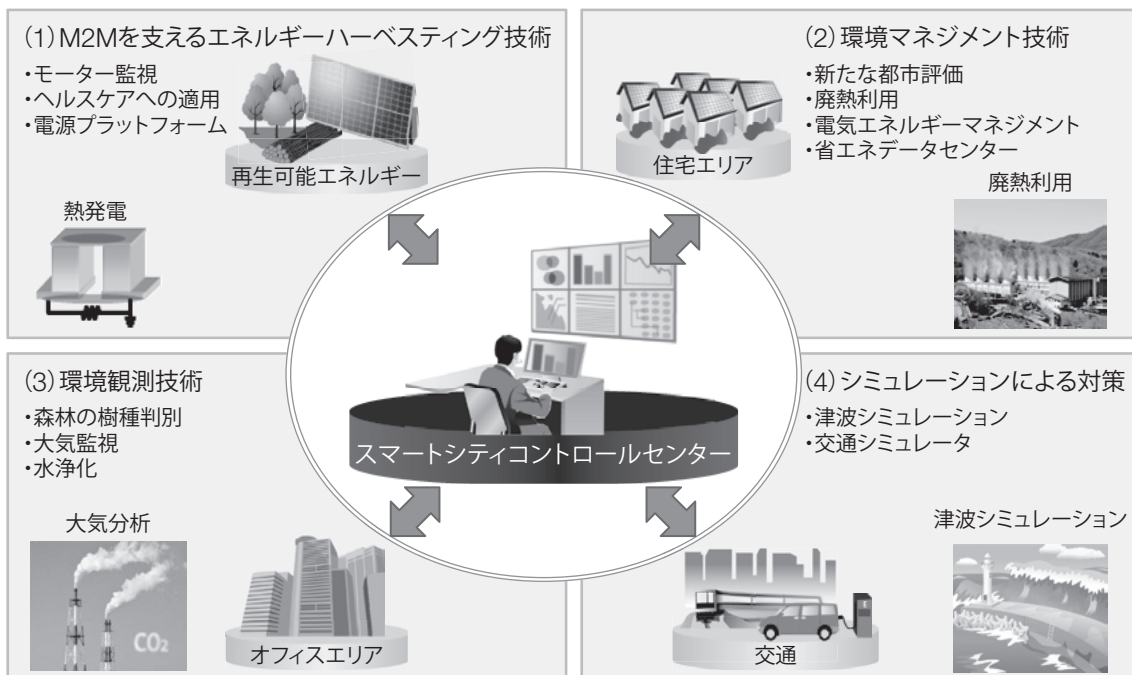 (1)M2Mを支えるエネルギーハーベスティング技術
・モーター監視
・ヘルスケアへの適用
・電源プラットフォーム
再生可能エネルギー
熱発電
(2)環境マネジメント技術
・新たな都市評価
・廃熱利用
・電気エネルギーマネジメント
・省エネデータセンター
住宅エリア
廃熱利用
スマートシティコントロールセンター
(3)環境観測技術
・森林の樹種判別
・大気監視
・水浄化
大気分析
CO₂
オフィスエリア
(4)シミュレーションによる対策
・津波シミュレーション
・交通シミュレータ
津波シミュレーション
交通